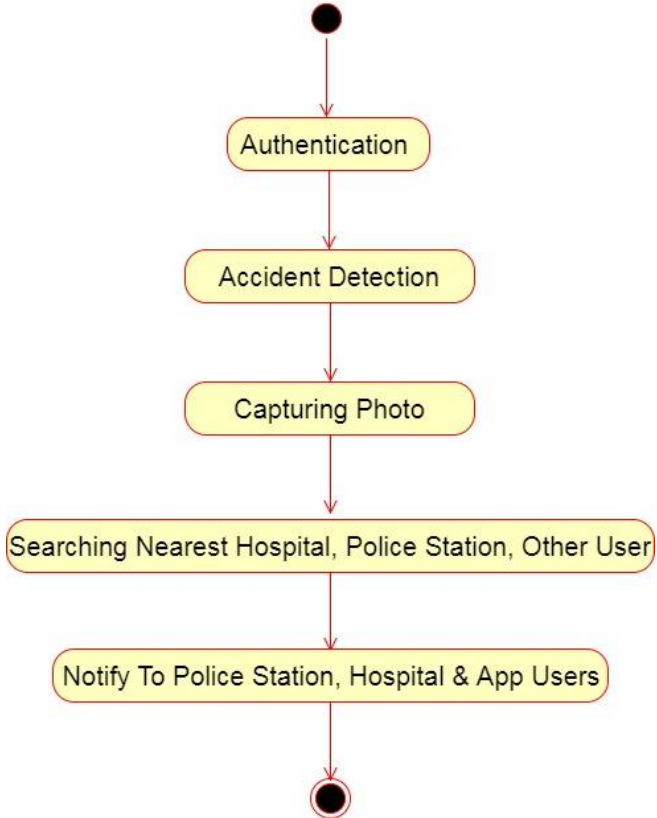 Authentication
Accident Detection
Capturing Photo
Searching Nearest Hospital, Police Station, Other User
Notify To Police Station, Hospital & App Users